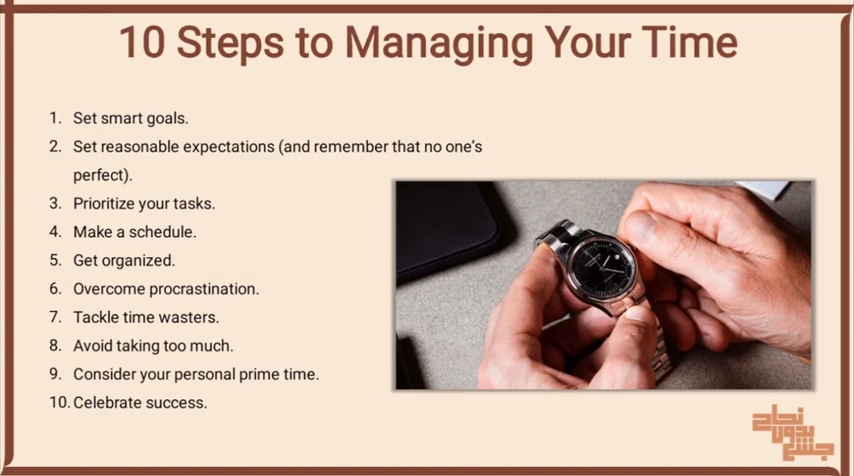 10 Steps to Managing Your Time
1. Set smart goals.
2. Set reasonable expectations (and remember that no one's
perfect).
3. Prioritize your tasks.
4. Make a schedule.
5. Get organized.
6. Overcome procrastination.
7. Tackle time wasters.
8. Avoid taking too much.
9. Consider your personal prime time.
10. Celebrate success.
نجاح
بدون